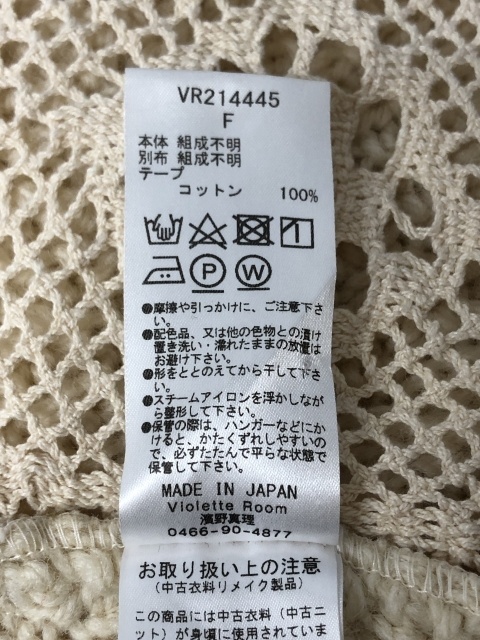 VR214445
F
本体 組成不明
別布 組成不明
テープ
コットン 100%
P W
●摩擦や引っかけに、ご注意下さ
い。
●配色品、又は他の色物との漬け
置き洗い・濡れたままの放置は
お避け下さい。
●形をととのえてから干して下さ
い。
●スチームアイロンを浮かしなが
ら整形して下さい。
●保管の際は、ハンガーなどにか
けると、かたくずれしやすいの
で、必ずたたんで平らな状態で
保管して下さい。
MADE IN JAPAN
Violette Room
濱野真理
0466-90-4877
お取り扱い上の注意
(中古衣料リメイク製品)
この商品には中古衣料(中古ニ
ット)が身頃に使用されていま